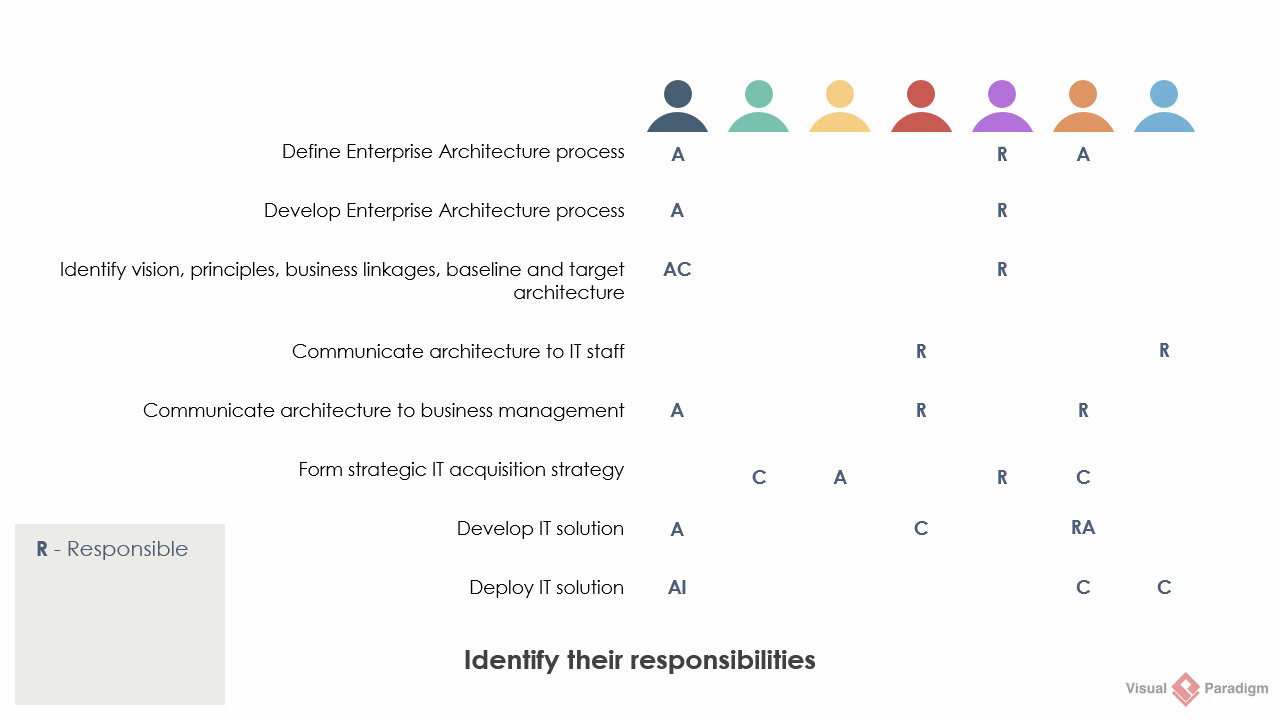 Define Enterprise Architecture process A R A
Develop Enterprise Architecture process A R
Identify vision, principles, business linkages, baseline and target AC R
architecture
Communicate architecture to IT staff R R
Communicate architecture to business management A R R
Form strategic IT acquisition strategy C A R C
Develop IT solution A C RA
R - Responsible
Deploy IT solution AI C C
Identify their responsibilities
Visual Paradigm